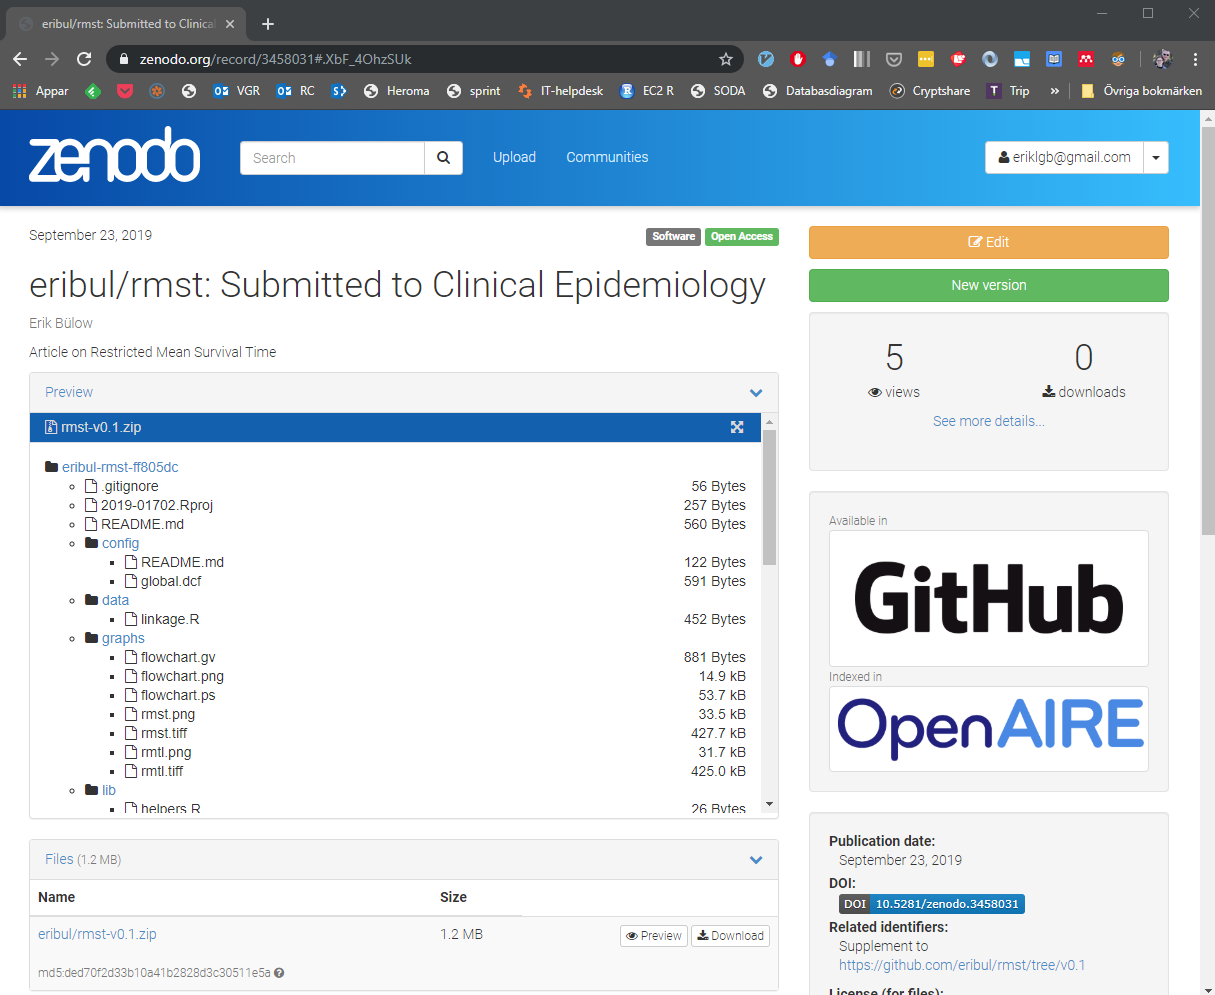 eribul/rmst: Submitted to Clinical
zenodo.org/record/3458031#.XbF_4OhzSUk
Appar VGR RC Heroma sprint IT-helpdesk EC2 R SODA Databasdiagram Cryptshare T Trip » Övriga bokmärken
zenodo Search Upload Communities eriklgb@gmail.com
September 23, 2019 Software Open Access
eribul/rmst: Submitted to Clinical Epidemiology
Erik Bülow
Article on Restricted Mean Survival Time
Preview
rmst-v0.1.zip
eribul-rmst-ff805dc
.gitignore 56 Bytes
2019-01702.Rproj 257 Bytes
README.md 560 Bytes
config
README.md 122 Bytes
global.dcf 591 Bytes
data
linkage.R 452 Bytes
graphs
flowchart.gv 881 Bytes
flowchart.png 14.9 kB
flowchart.ps 53.7 kB
rmst.png 33.5 kB
rmst.tiff 427.7 kB
rmtl.png 31.7 kB
rmtl.tiff 425.0 kB
lib
helpers.R 26 Bytes
Files (1.2 MB)
Name Size
eribul/rmst-v0.1.zip 1.2 MB Preview Download
md5:ded70f2d33b10a41b2828d3c30511e5a
Edit
New version
5 0
views downloads
See more details...
Available in
GitHub
Indexed in
OpenAIRE
Publication date:
September 23, 2019
DOI:
DOI 10.5281/zenodo.3458031
Related identifiers:
Supplement to
https://github.com/eribul/rmst/tree/v0.1
License (for files):